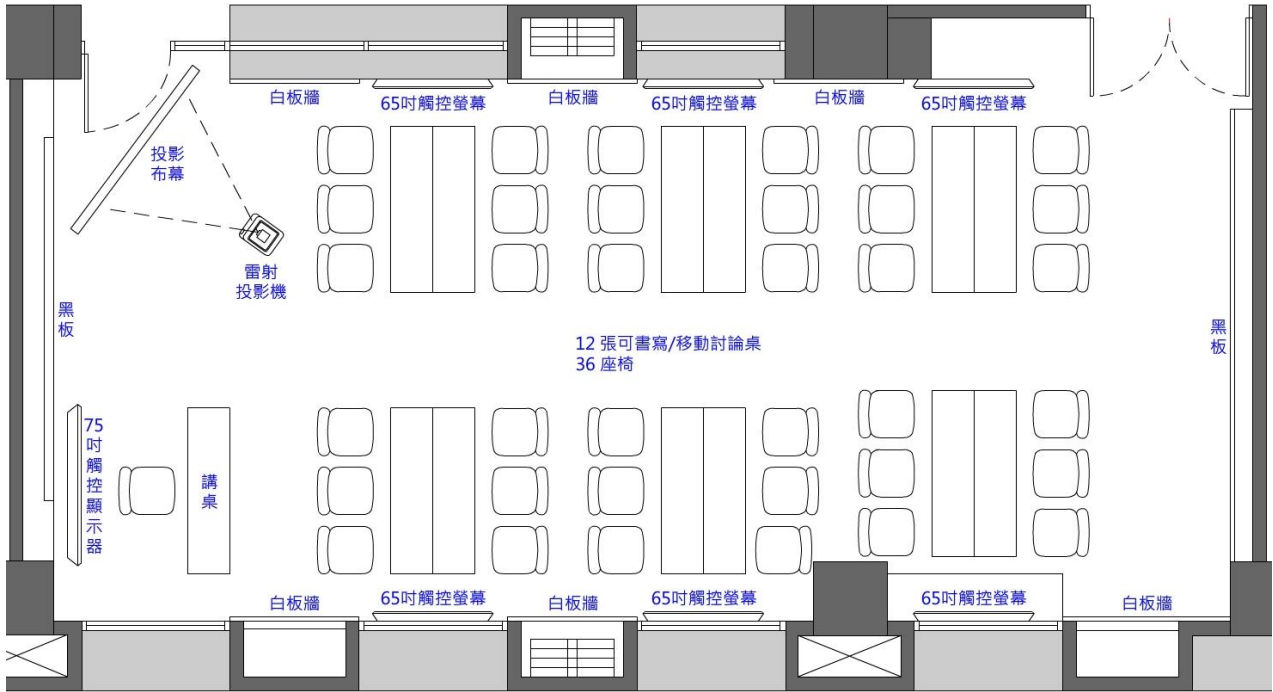 白板牆
65吋觸控螢幕
白板牆
65吋觸控螢幕
白板牆
65吋觸控螢幕
投影
布幕
雷射
投影機
黑板
12 張可書寫/移動討論桌
36 座椅
黑板
75吋觸控顯示器
講桌
白板牆
65吋觸控螢幕
白板牆
65吋觸控螢幕
65吋觸控螢幕
白板牆